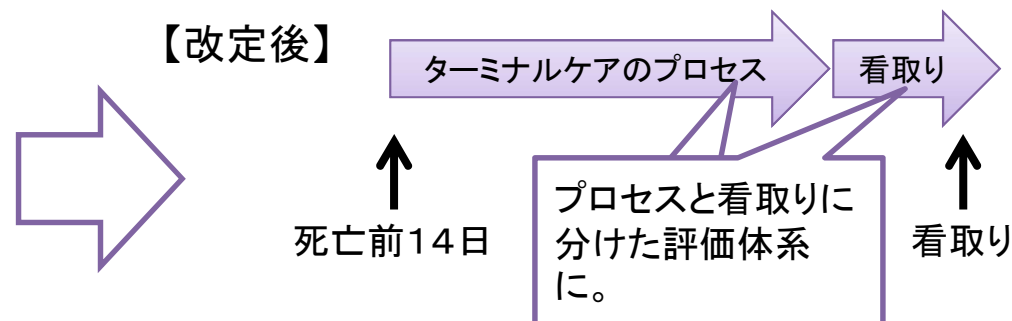 【改定後】
ターミナルケアのプロセス
看取り
死亡前14日
プロセスと看取りに
分けた評価体系
に。
看取り